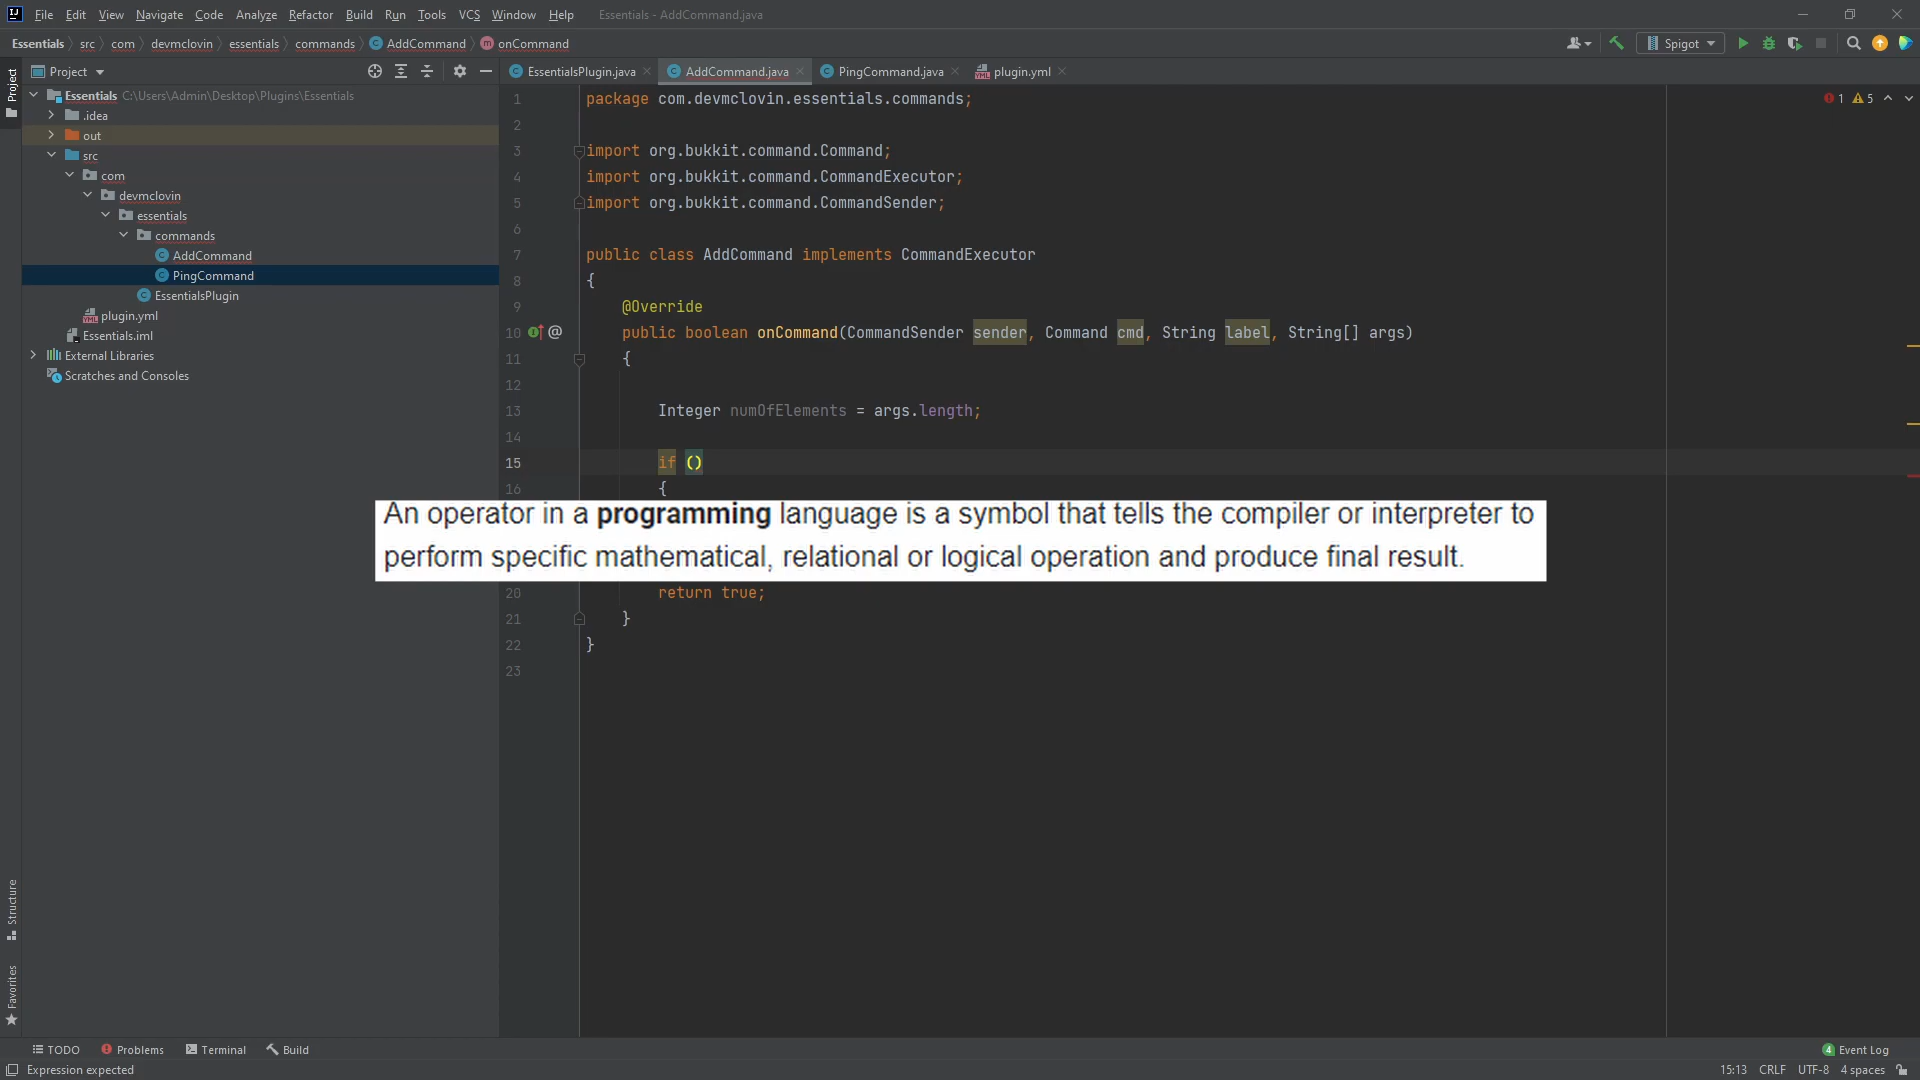 File Edit View Navigate Code Analyze Refactor Build Run Tools VCS Window Help Essentials - AddCommand.java
Essentials src com devmclovin essentials commands AddCommand onCommand Spigot
Project
Project
EssentialsPlugin.java AddCommand.java PingCommand.java plugin.yml
Essentials C:\Users\Admin\Desktop\Plugins\Essentials
.idea
out
src
com
devmclovin
essentials
commands
AddCommand
PingCommand
EssentialsPlugin
plugin.yml
Essentials.iml
External Libraries
Scratches and Consoles
1 5
1 package com.devmclovin.essentials.commands;
2
3 import org.bukkit.command.Command;
4 import org.bukkit.command.CommandExecutor;
5 import org.bukkit.command.CommandSender;
6
7 public class AddCommand implements CommandExecutor
8 {
9 @Override
10 public boolean onCommand(CommandSender sender, Command cmd, String label, String[] args)
11 {
12
13 Integer numOfElements = args.length;
14
15 if ()
16 {
An operator in a programming language is a symbol that tells the compiler or interpreter to
perform specific mathematical, relational or logical operation and produce final result.
20 return true;
21 }
22 }
23
Structure
Favorites
TODO Problems Terminal Build 4 Event Log
Expression expected 15:13 CRLF UTF-8 4 spaces